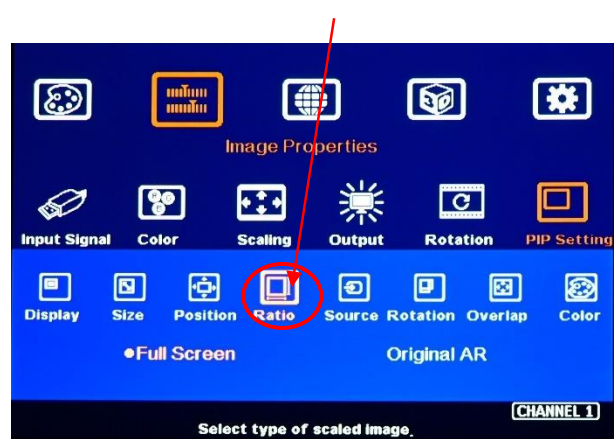 3D
Image Properties
Input Signal Color Scaling Output Rotation PIP Setting
Display Size Position Ratio Source Rotation Overlap Color
●Full Screen Original AR
CHANNEL 1
Select type of scaled image.